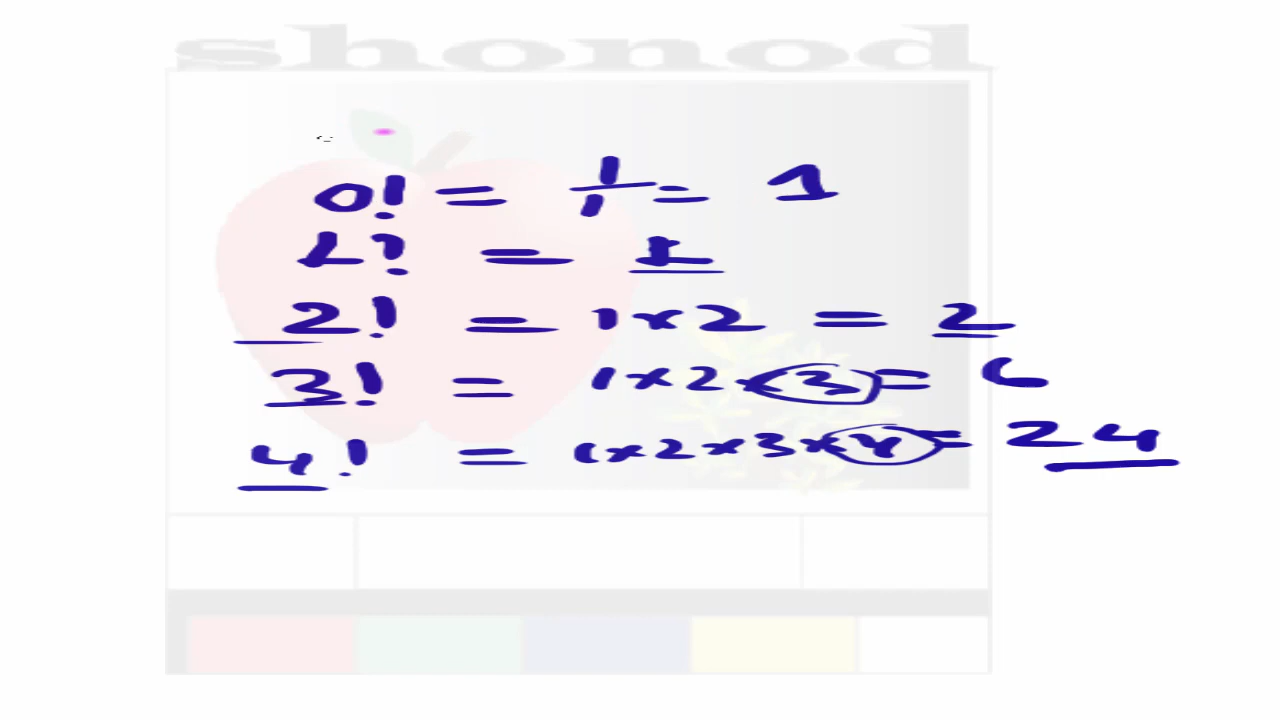 shonod
0! = 1/1 = 1
1! = 1
2! = 1 × 2 = 2
3! = 1 × 2 × 3 = 6
4! = 1 × 2 × 3 × 4 = 24